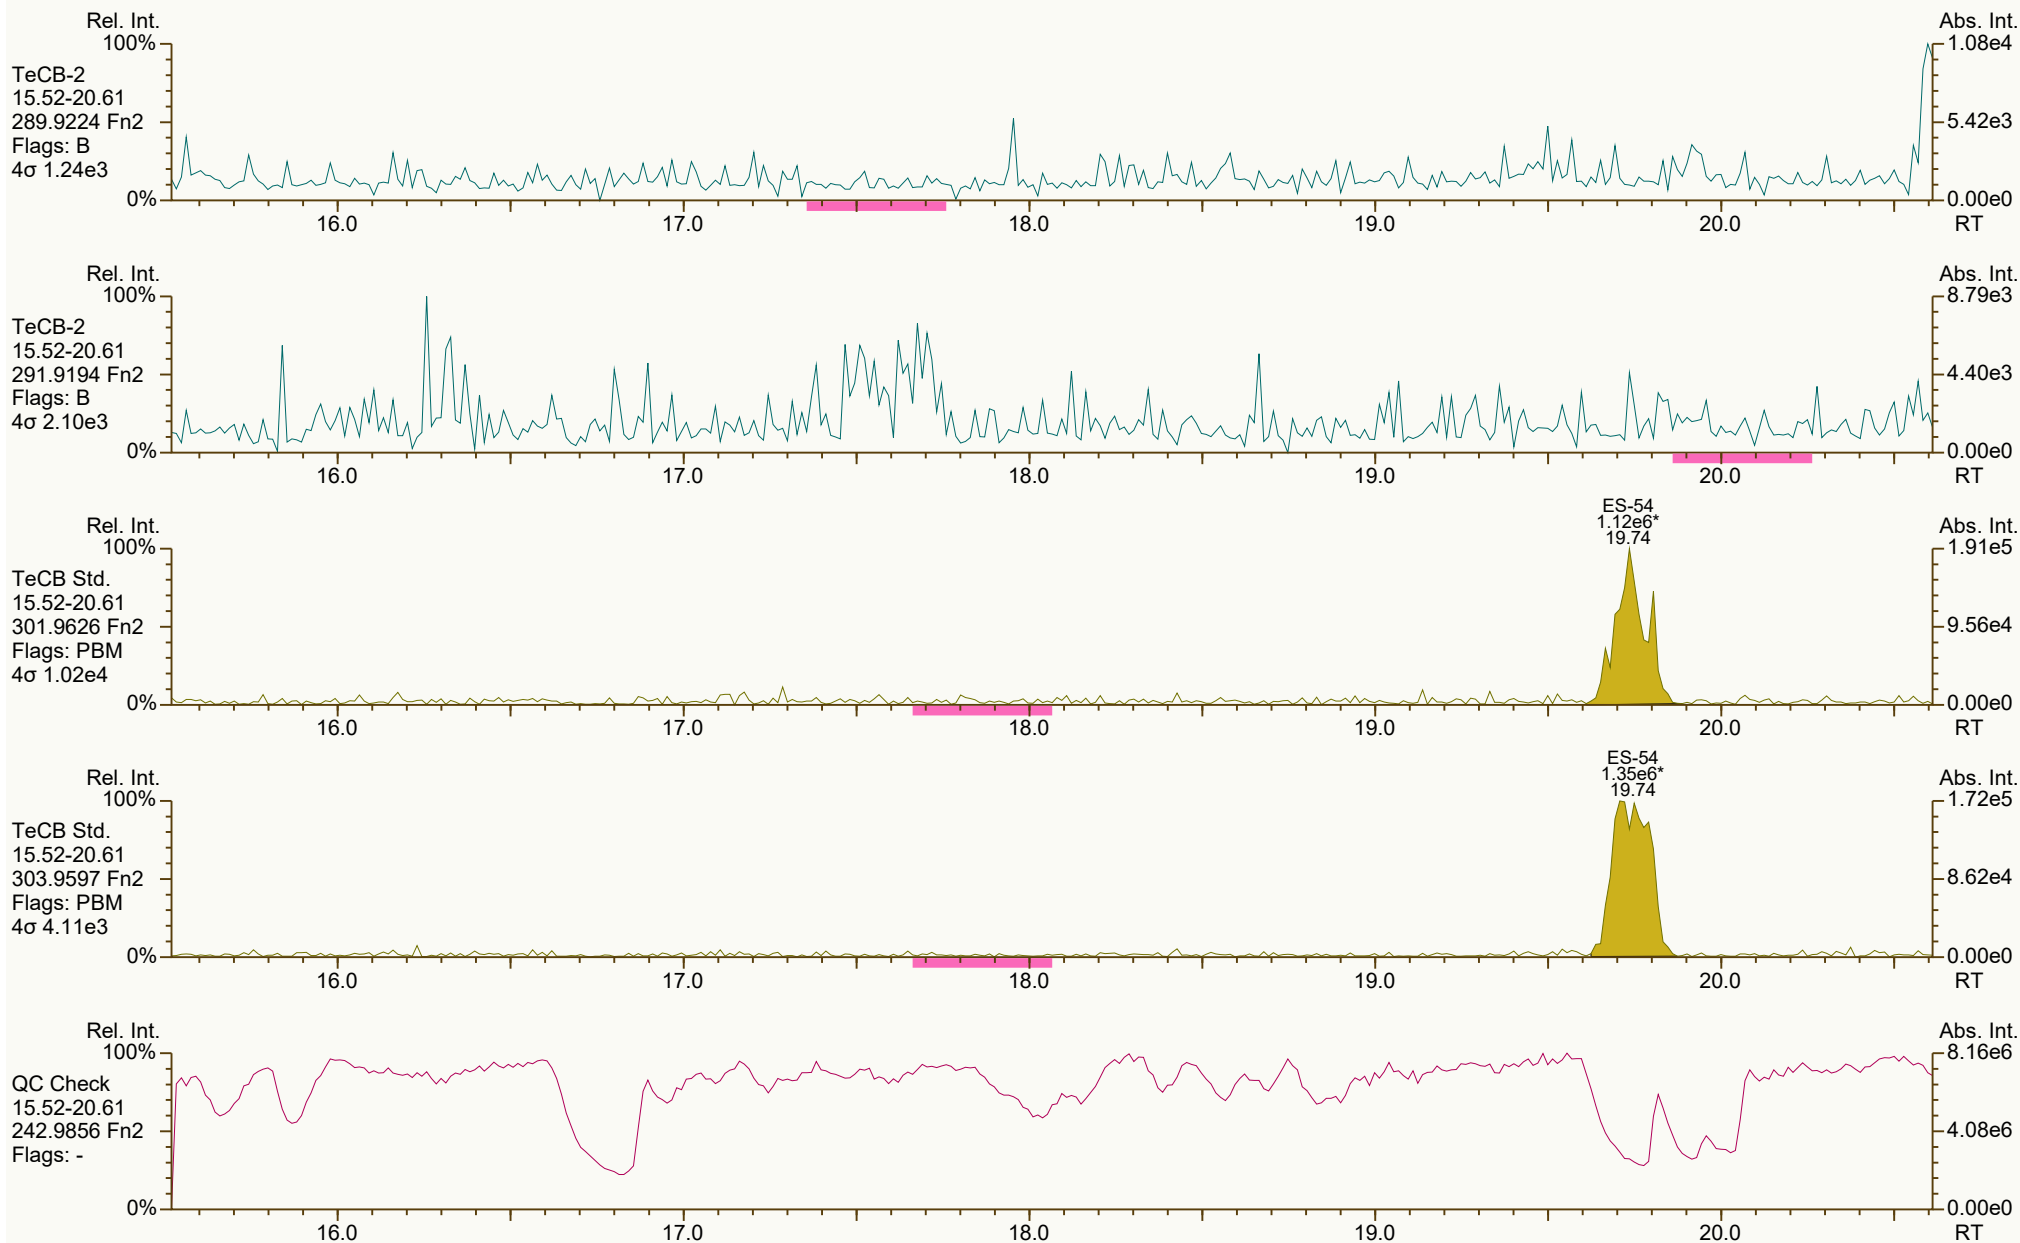 Rel. Int.
Abs. Int.
100%
1.08e4
TeCB-2
15.52-20.61
289.9224 Fn2
5.42e3
Flags: B
4σ 1.24e3
0%
0.00e0
16.0 17.0 18.0 19.0 20.0 RT
Rel. Int.
Abs. Int.
100%
8.79e3
TeCB-2
15.52-20.61
291.9194 Fn2
4.40e3
Flags: B
4σ 2.10e3
0%
0.00e0
16.0 17.0 18.0 19.0 20.0 RT
ES-54
1.12e6*
19.74
Rel. Int.
Abs. Int.
100%
1.91e5
TeCB Std.
15.52-20.61
301.9626 Fn2
9.56e4
Flags: PBM
4σ 1.02e4
0%
0.00e0
16.0 17.0 18.0 19.0 20.0 RT
ES-54
1.35e6*
19.74
Rel. Int.
Abs. Int.
100%
1.72e5
TeCB Std.
15.52-20.61
303.9597 Fn2
8.62e4
Flags: PBM
4σ 4.11e3
0%
0.00e0
16.0 17.0 18.0 19.0 20.0 RT
Rel. Int.
Abs. Int.
100%
8.16e6
QC Check
15.52-20.61
242.9856 Fn2
4.08e6
Flags: -
0%
0.00e0
16.0 17.0 18.0 19.0 20.0 RT